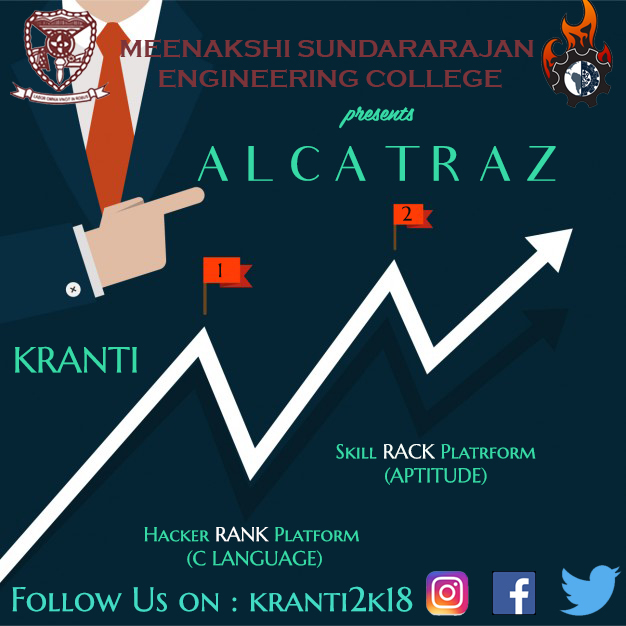 MEENAKSHI SUNDARARAJAN
ENGINEERING COLLEGE
presents
ALCATRAZ
2
1
KRANTI
Skill RACK Platrform
(APTITUDE)
Hacker RANK Platform
(C LANGUAGE)
Follow Us on : kranti2k18